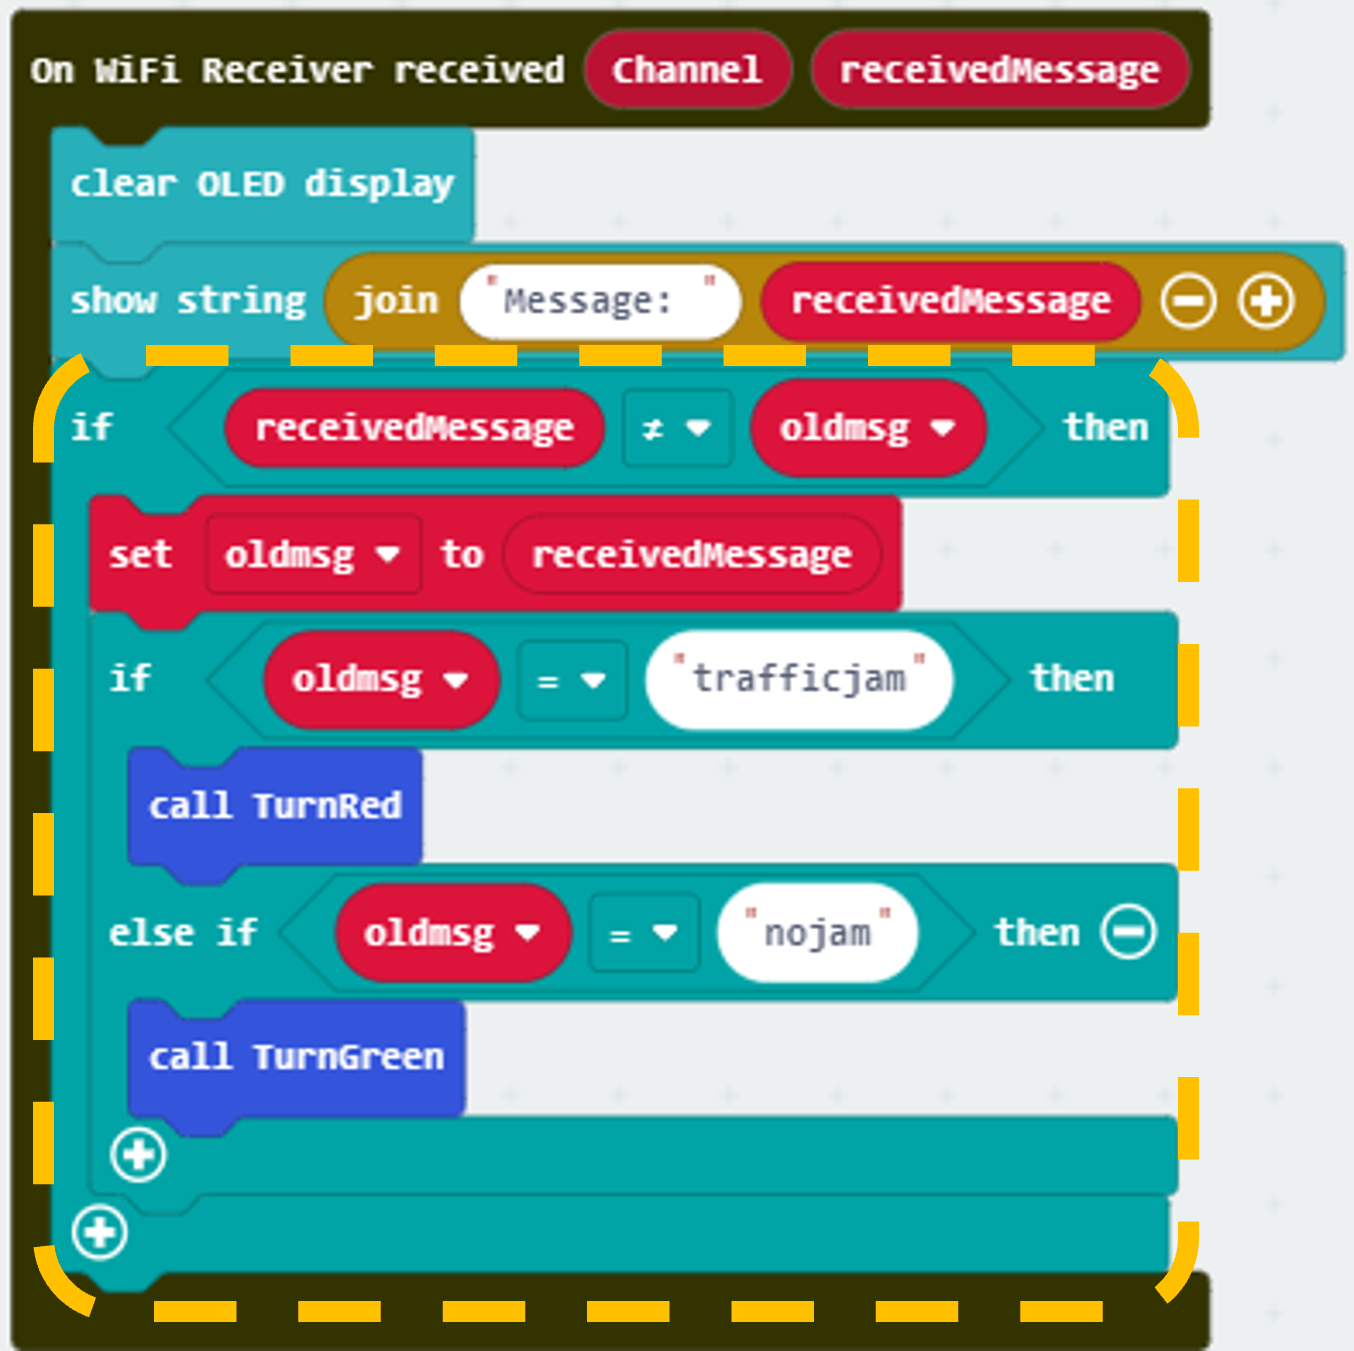 On WiFi Receiver received Channel receivedMessage
clear OLED display
show string join "Message: " receivedMessage
if receivedMessage ≠ oldmsg then
set oldmsg to receivedMessage
if oldmsg = "trafficjam" then
call TurnRed
else if oldmsg = "nojam" then
call TurnGreen